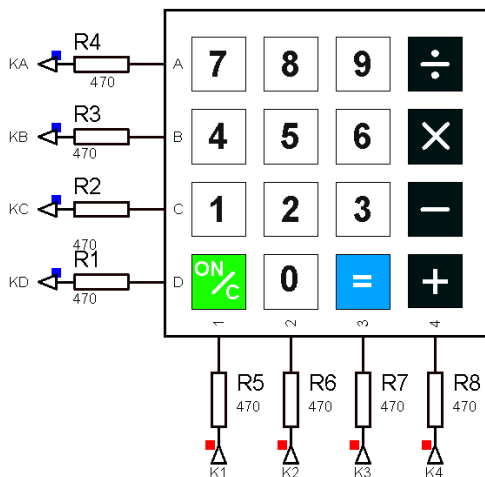 R4
KA
470
A
7 8 9 ÷
R3
KB
470
B
4 5 6 ×
R2
KC
470
C
1 2 3 −
R1
KD
470
D
ON/C 0 = +
1 2 3 4
R5 R6 R7 R8
470 470 470 470
K1 K2 K3 K4